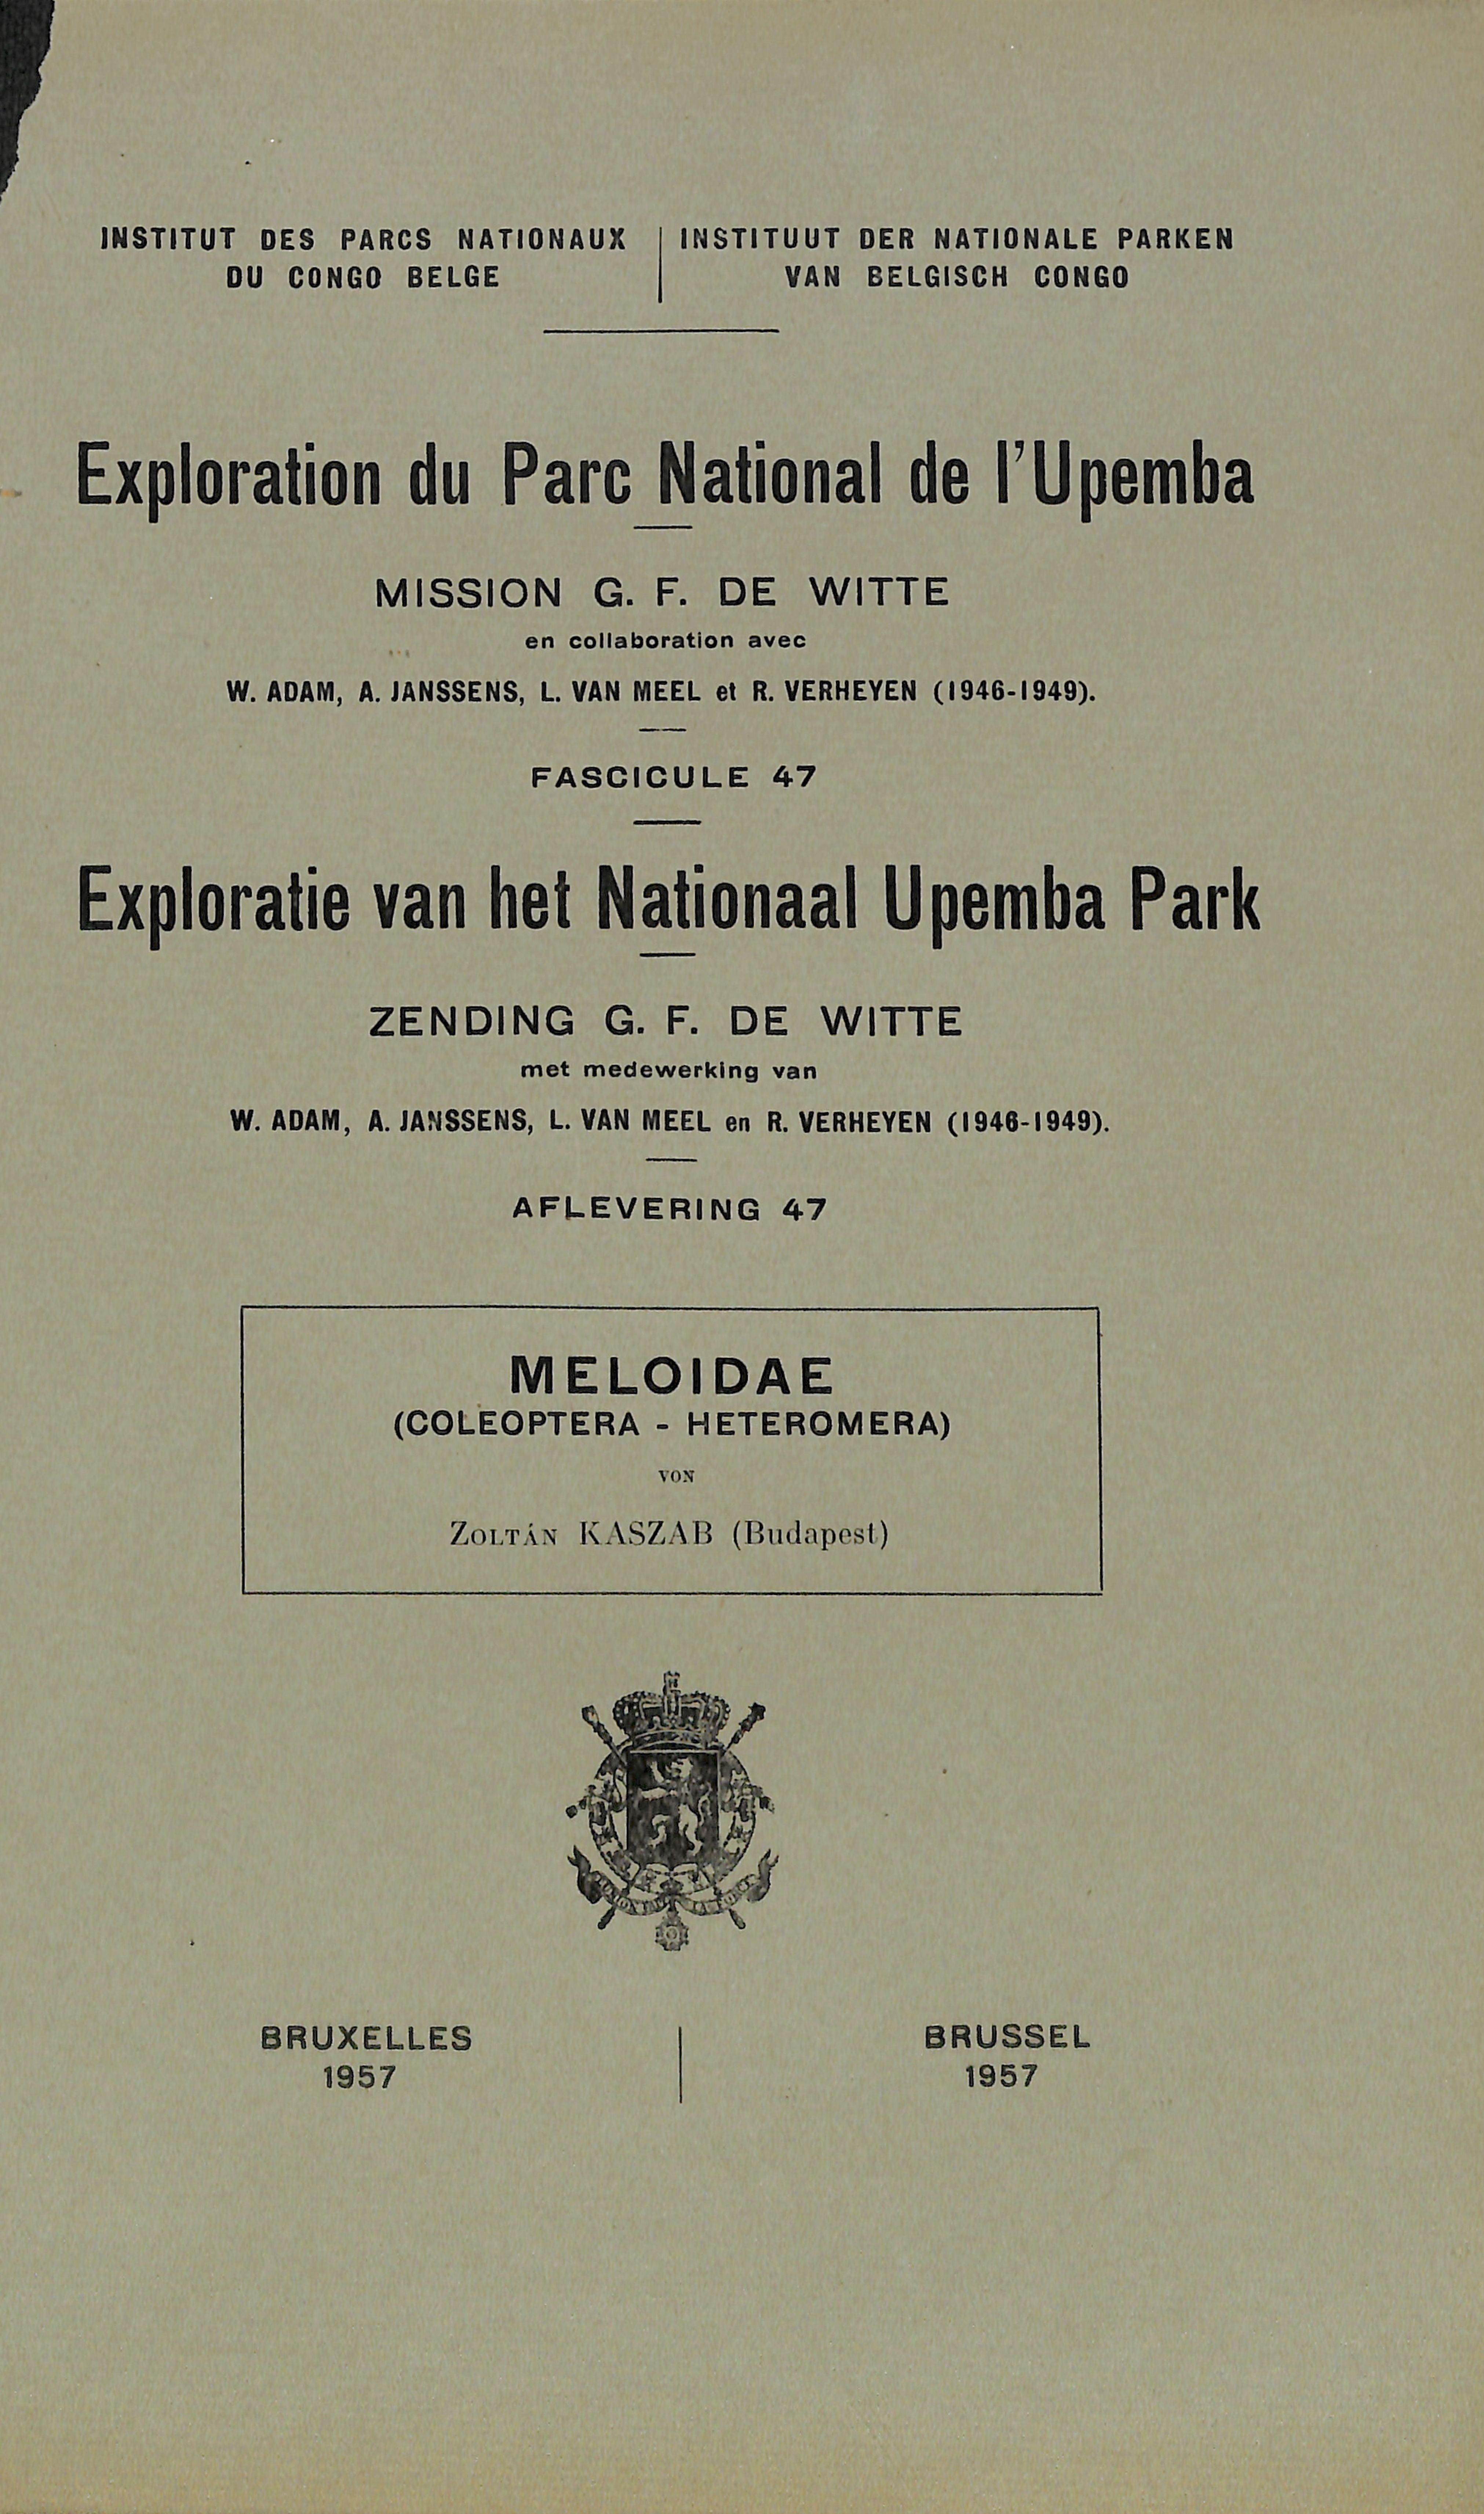 INSTITUT DES PARCS NATIONAUX
DU CONGO BELGE
INSTITUUT DER NATIONALE PARKEN
VAN BELGISCH CONGO
Exploration du Parc National de l'Upemba
MISSION G. F. DE WITTE
en collaboration avec
W. ADAM, A. JANSSENS, L. VAN MEEL et R. VERHEYEN (1946-1949).
FASCICULE 47
Exploratie van het Nationaal Upemba Park
ZENDING G. F. DE WITTE
met medewerking van
W. ADAM, A. JANSSENS, L. VAN MEEL en R. VERHEYEN (1946-1949).
AFLEVERING 47
MELOIDAE
(COLEOPTERA - HETEROMERA)
VON
ZOLTÁN KASZAB (Budapest)
BRUXELLES
1957
BRUSSEL
1957